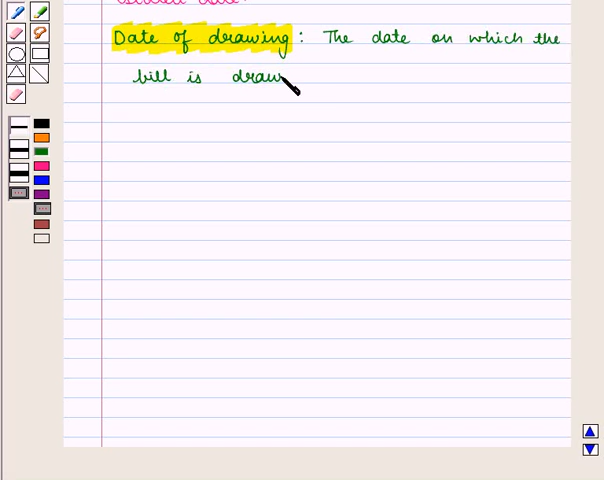 Date of drawing : The date on which the
bill is draw